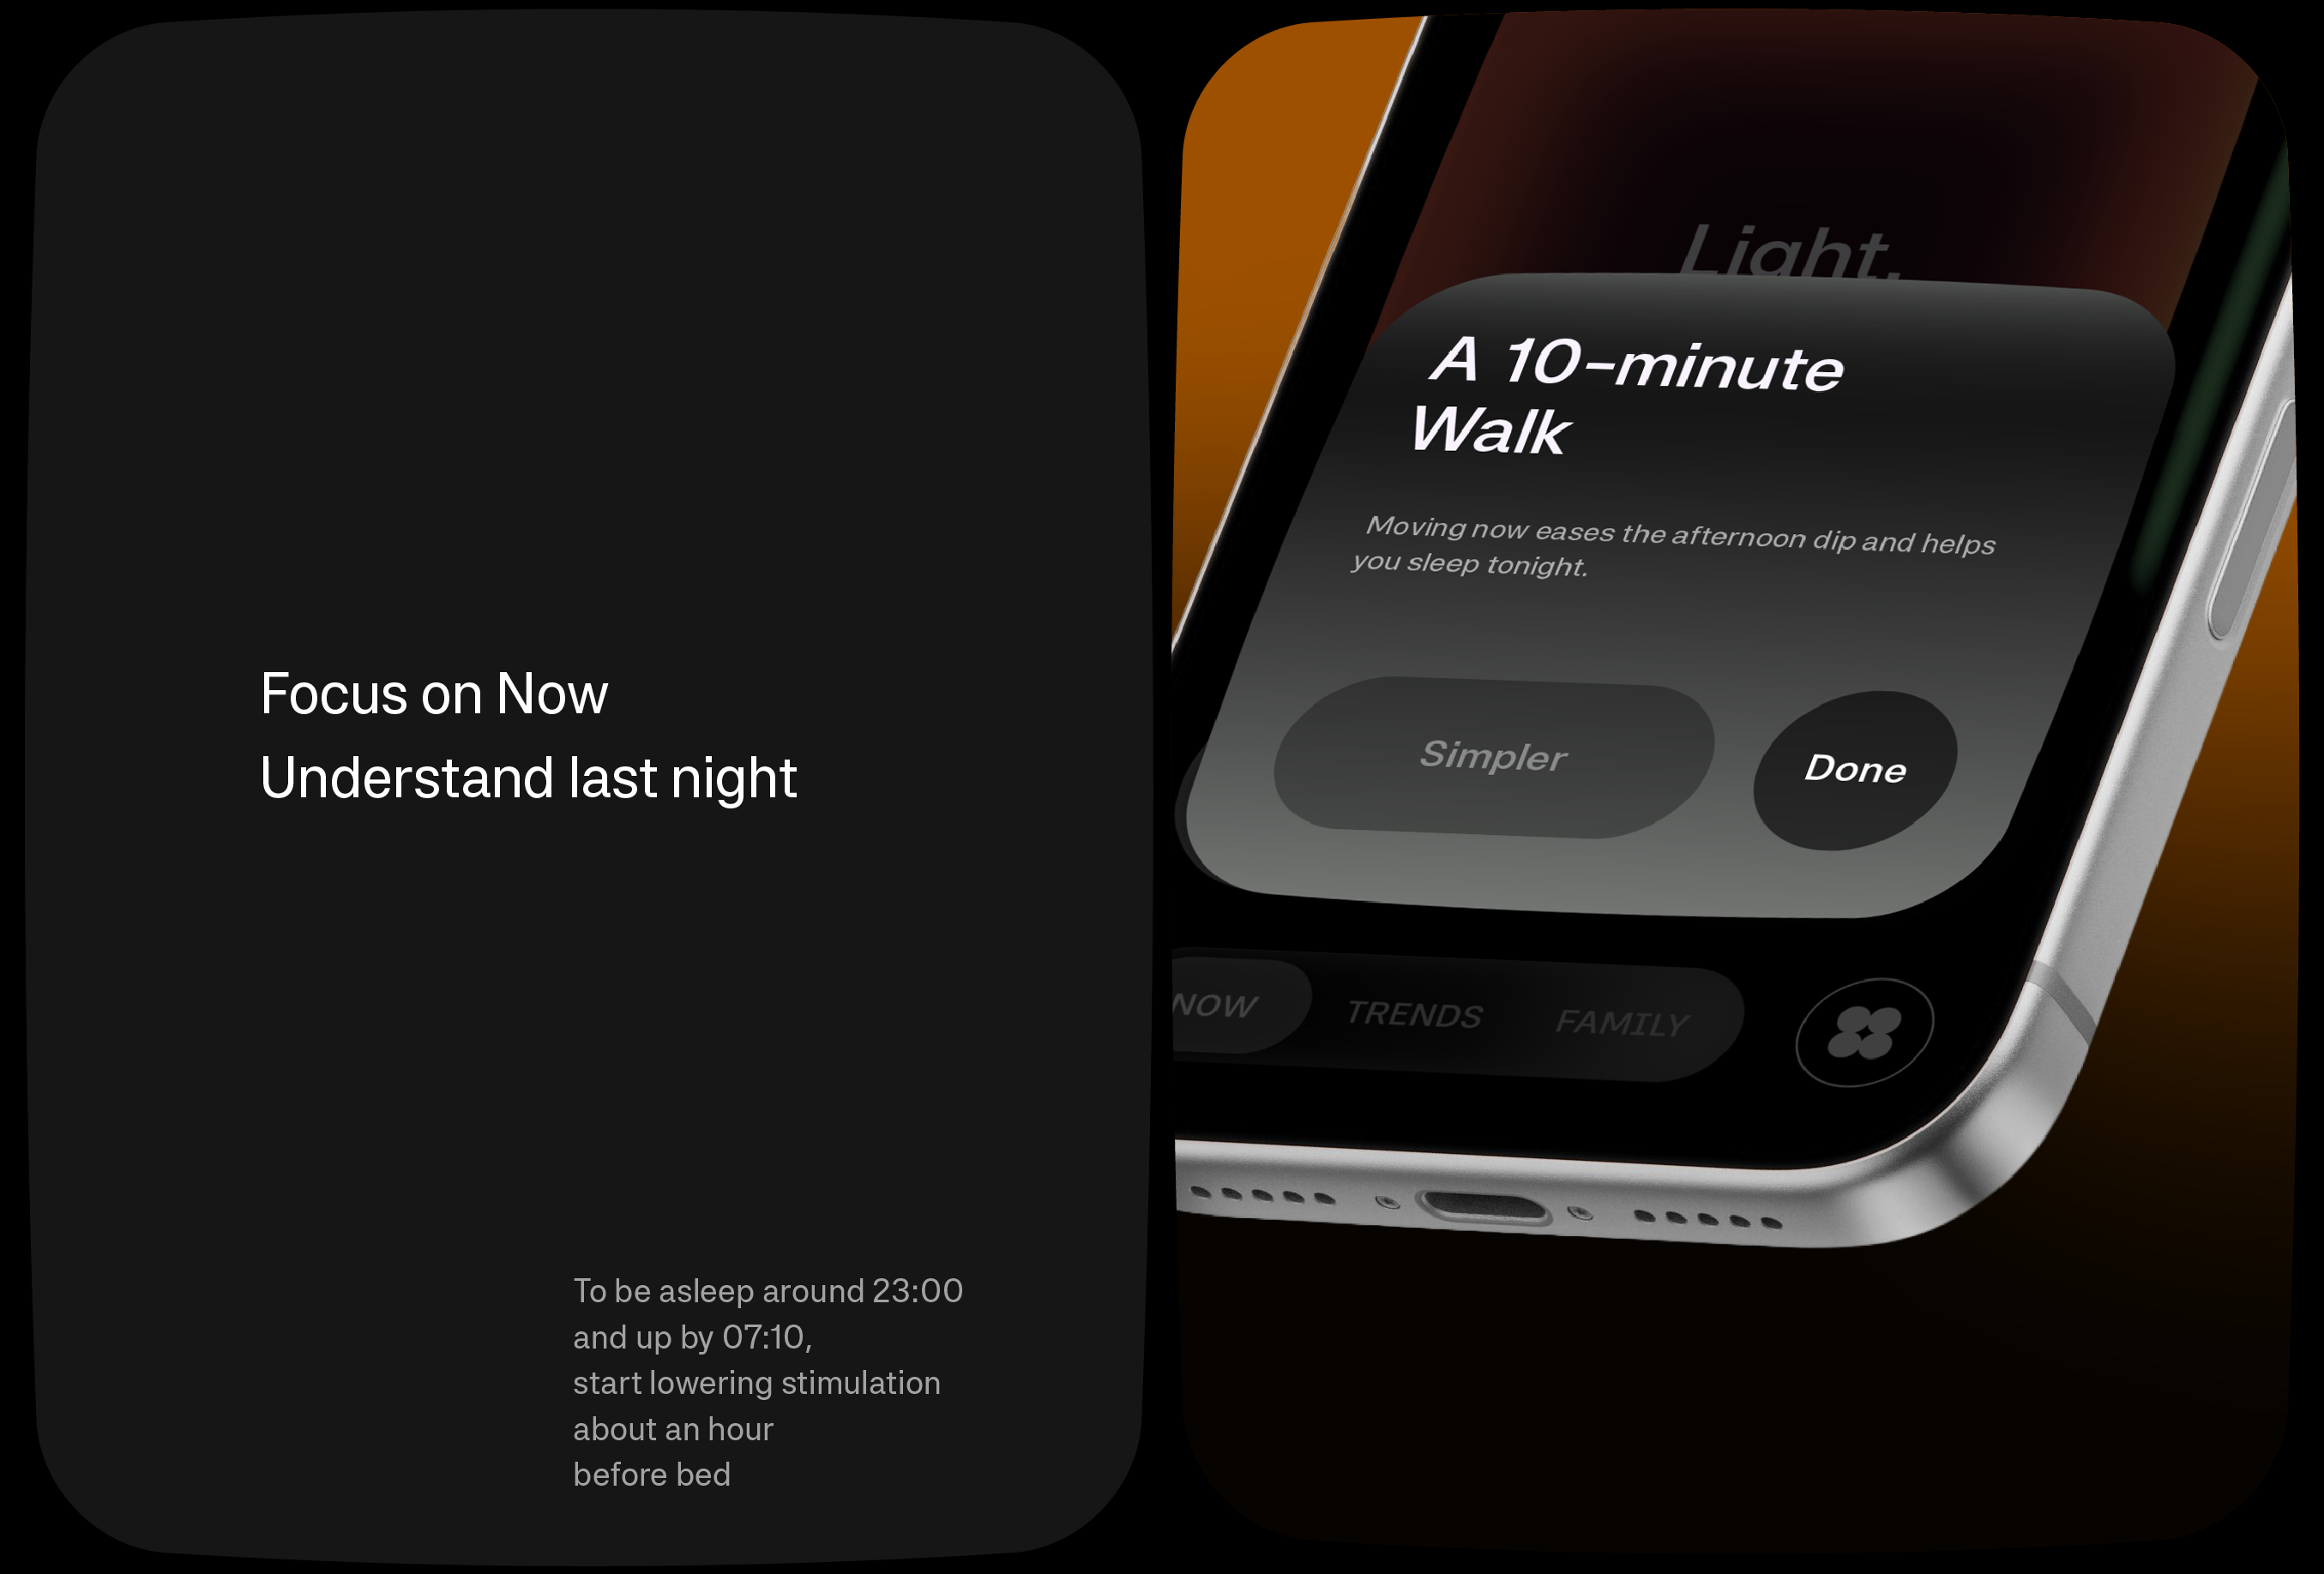 Focus on Now
Understand last night
To be asleep around 23:00
and up by 07:10,
start lowering stimulation
about an hour
before bed
Light.
A 10-minute
Walk
Moving now eases the afternoon dip and helps
you sleep tonight.
Simpler
Done
NOW
TRENDS
FAMILY